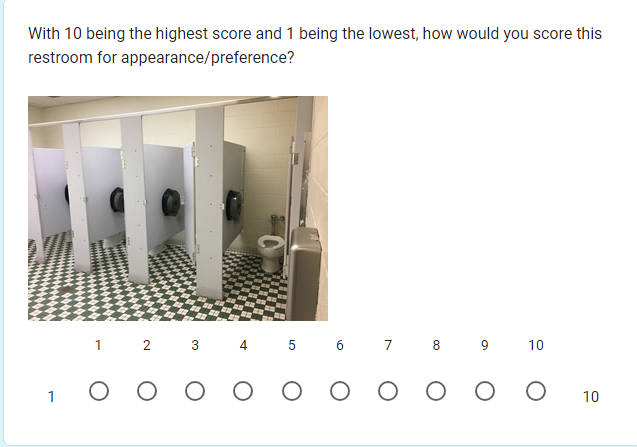 With 10 being the highest score and 1 being the lowest, how would you score this
restroom for appearance/preference?
1 2 3 4 5 6 7 8 9 10
1 10